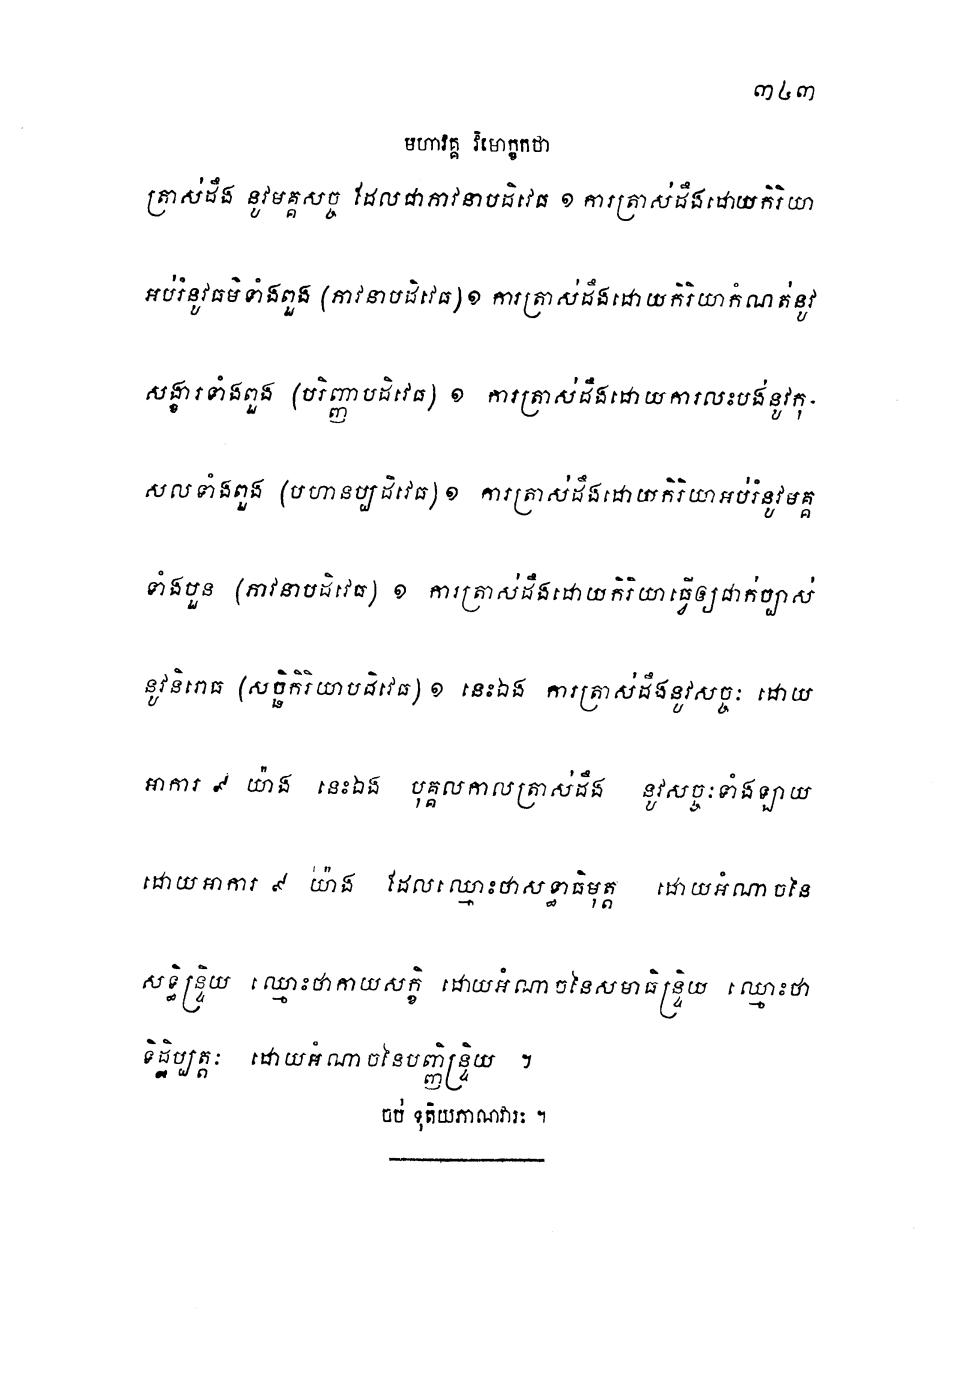 ៣៤៣
មហាវគ្គ វិមោក្ខកថា
ត្រាស់ដឹង នូវមគ្គសច្ច ដែលជាភាវនាបដិវេធ ១ ការត្រាស់ដឹងដោយកិរិយា
អប់រំនូវធម៌ទាំងពួង (ភាវនាបដិវេធ) ១ ការត្រាស់ដឹងដោយកិរិយាកំណត់នូវ
សង្ខារទាំងពួង (បរិញ្ញាបដិវេធ) ១ ការត្រាស់ដឹងដោយការលះបង់នូវកុ-
សលទាំងពួង (បហានប្បដិវេធ) ១ ការត្រាស់ដឹងដោយកិរិយាអប់រំនូវមគ្គ
ទាំងបួន (ភាវនាបដិវេធ) ១ ការត្រាស់ដឹងដោយកិរិយាធ្វើឲ្យជាក់ច្បាស់
នូវនិរោធ (សច្ឆិកិរិយាបដិវេធ) ១ នេះឯង ការត្រាស់ដឹងនូវសច្ចៈ ដោយ
អាការ ៩ យ៉ាង នេះឯង បុគ្គលកាលត្រាស់ដឹង នូវសច្ចៈទាំងឡាយ
ដោយអាការ ៩ យ៉ាង ដែលឈ្មោះថាសទ្ធាធិមុត្ត ដោយអំណាចនៃ
សទ្ធិន្ទ្រិយ ឈ្មោះថាកាយសក្ខិ ដោយអំណាចនៃសមាធិន្ទ្រិយ ឈ្មោះថា
ទិដ្ឋិប្បត្តៈ ដោយអំណាចនៃបញ្ញិន្ទ្រិយ ។
ចប់ ទុតិយភាណវារៈ ។